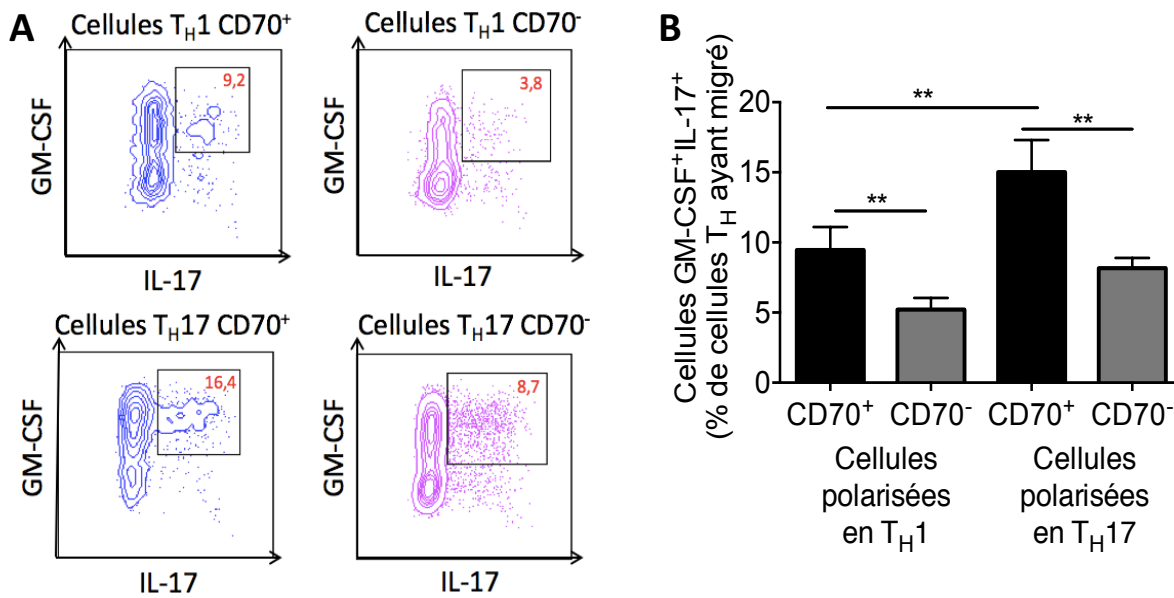 A
Cellules TH1 CD70+
Cellules TH1 CD70-
9,2
3,8
GM-CSF
GM-CSF
IL-17
IL-17
Cellules TH17 CD70+
Cellules TH17 CD70-
16,4
8,7
GM-CSF
GM-CSF
IL-17
IL-17
B
Cellules GM-CSF+IL-17+
(% de cellules TH ayant migré)
20
15
10
5
0
**
**
**
CD70+
CD70-
CD70+
CD70-
Cellules
polarisées
en TH1
Cellules
polarisées
en TH17